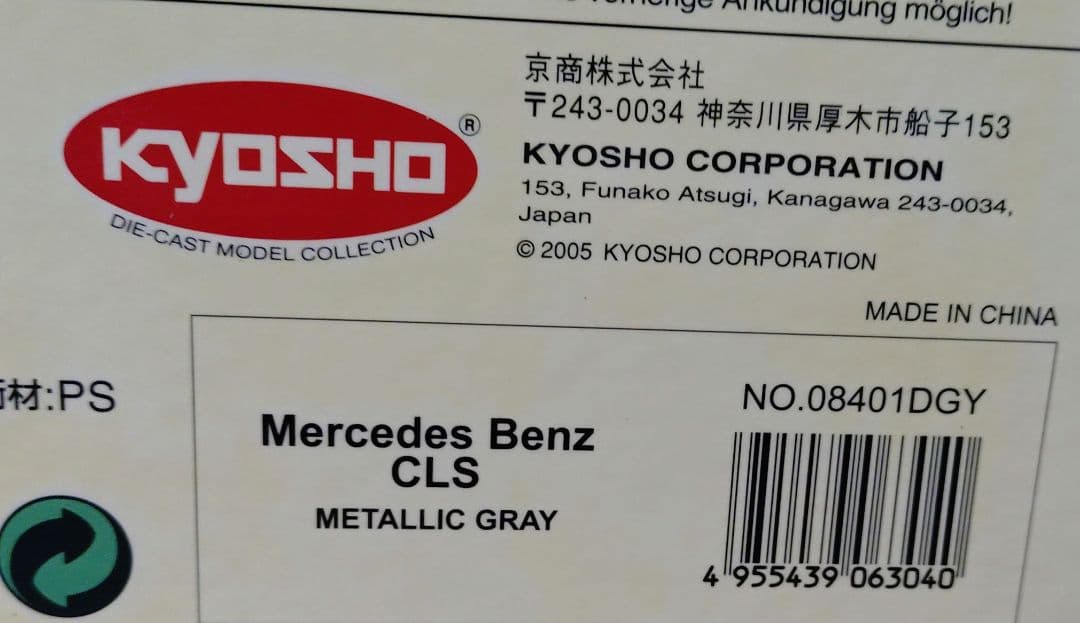 Ankündigung möglich!
京商株式会社
〒243-0034 神奈川県厚木市船子153
KYOSHO CORPORATION
153, Funako Atsugi, Kanagawa 243-0034,
Japan
© 2005 KYOSHO CORPORATION
KYOSHO ®
DIE-CAST MODEL COLLECTION
MADE IN CHINA
材:PS
Mercedes Benz
CLS
METALLIC GRAY
NO.08401DGY
4 955439 063040